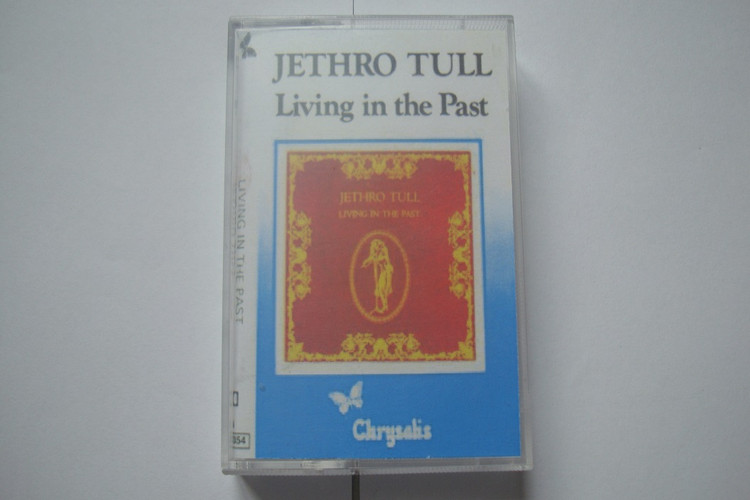 JETHRO TULL
Living in the Past
JETHRO TULL
LIVING IN THE PAST
Chrysalis
LIVING IN THE PAST